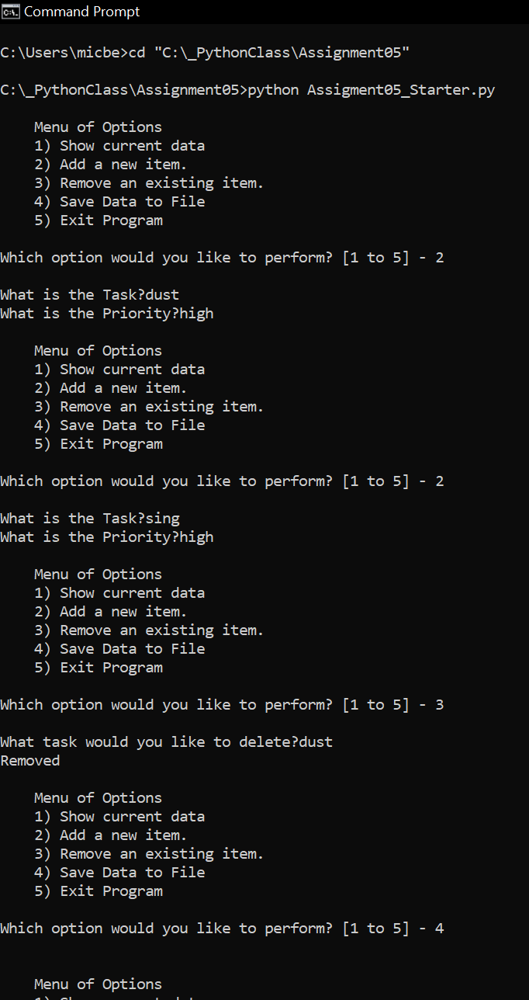 Command Prompt
C:\Users\micbe>cd "C:\_PythonClass\Assignment05"
C:\_PythonClass\Assignment05>python Assigment05_Starter.py
Menu of Options
1) Show current data
2) Add a new item.
3) Remove an existing item.
4) Save Data to File
5) Exit Program
Which option would you like to perform? [1 to 5] - 2
What is the Task?dust
What is the Priority?high
Menu of Options
1) Show current data
2) Add a new item.
3) Remove an existing item.
4) Save Data to File
5) Exit Program
Which option would you like to perform? [1 to 5] - 2
What is the Task?sing
What is the Priority?high
Menu of Options
1) Show current data
2) Add a new item.
3) Remove an existing item.
4) Save Data to File
5) Exit Program
Which option would you like to perform? [1 to 5] - 3
What task would you like to delete?dust
Removed
Menu of Options
1) Show current data
2) Add a new item.
3) Remove an existing item.
4) Save Data to File
5) Exit Program
Which option would you like to perform? [1 to 5] - 4
Menu of Options